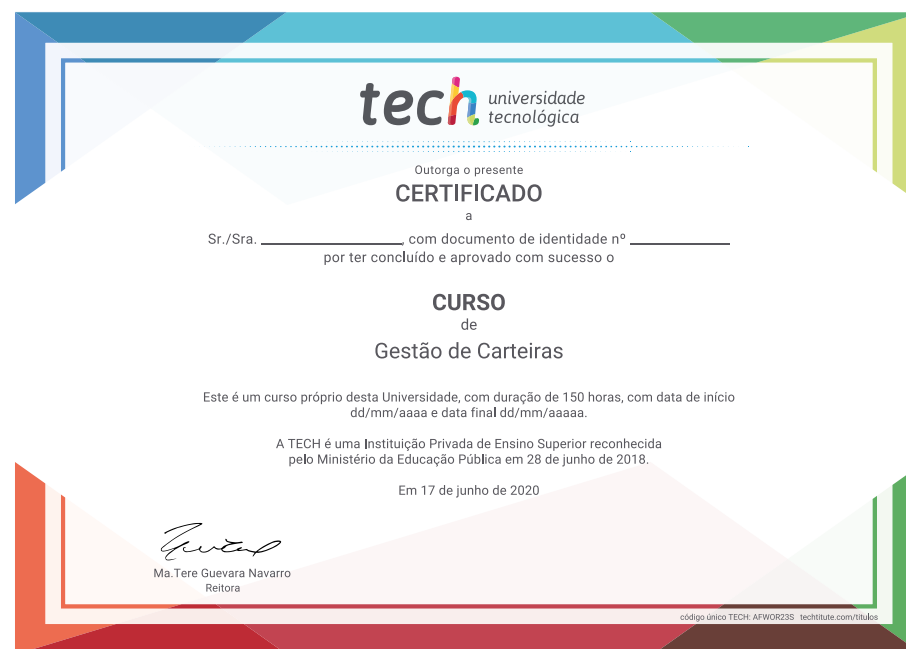 tech universidade
tecnológica
Outorga o presente
CERTIFICADO
a
Sr./Sra. ____________________, com documento de identidade nº ______________
por ter concluído e aprovado com sucesso o
CURSO
de
Gestão de Carteiras
Este é um curso próprio desta Universidade, com duração de 150 horas, com data de início
dd/mm/aaaa e data final dd/mm/aaaaa.
A TECH é uma Instituição Privada de Ensino Superior reconhecida
pelo Ministério da Educação Pública em 28 de junho de 2018.
Em 17 de junho de 2020
Ma.Tere Guevara Navarro
Reitora
código único TECH: AFWOR23S techtitute.com/titulos